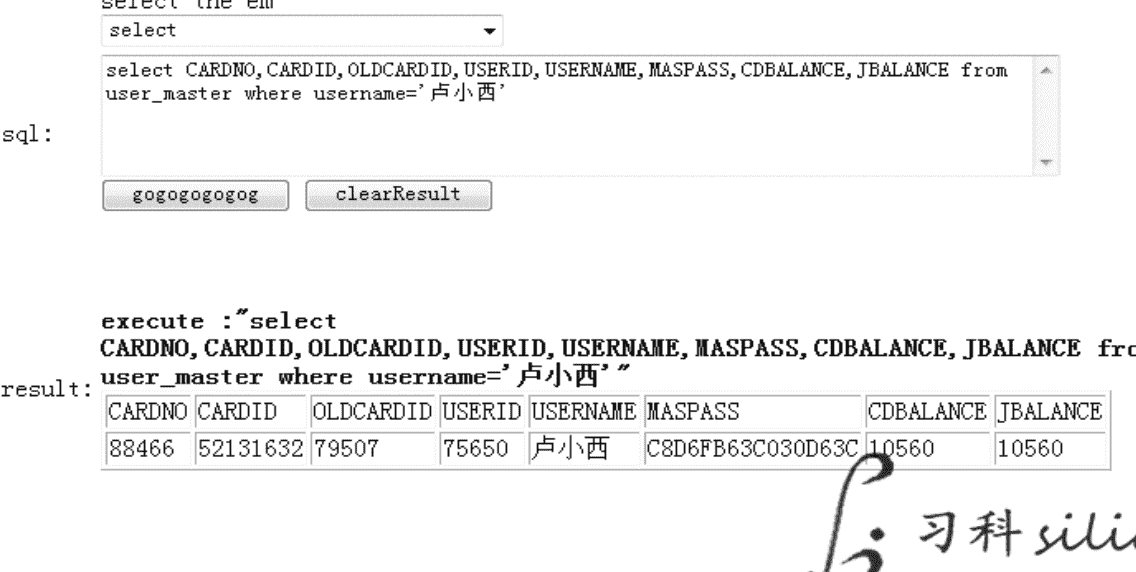 select the em
select
select CARDNO,CARDID,OLDCARDID,USERID,USERNAME,MASPASS,CDBALANCE,JBALANCE from
user_master where username='卢小西'
sql:
gogogogogog clearResult
execute :"select
CARDNO,CARDID,OLDCARDID,USERID,USERNAME,MASPASS,CDBALANCE,JBALANCE fro
user_master where username='卢小西'"
result:
CARDNO CARDID OLDCARDID USERID USERNAME MASPASS CDBALANCE JBALANCE
88466 52131632 79507 75650 卢小西 C8D6FB63C030D63C 10560 10560
习科 silic